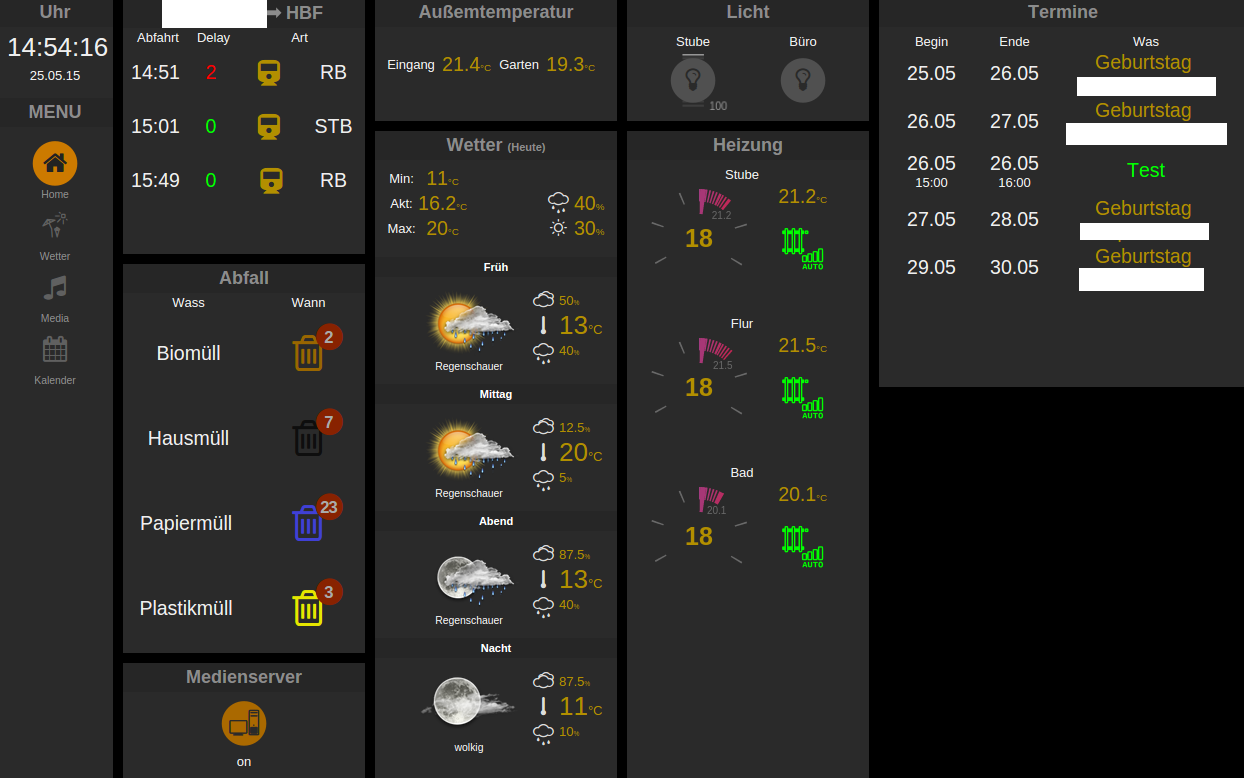 Uhr
14:54:16
25.05.15
MENU
Home
Wetter
Media
Kalender
➡ HBF
Abfahrt Delay Art
14:51 2 RB
15:01 0 STB
15:49 0 RB
Abfall
Wass Wann
Biomüll 2
Hausmüll 7
Papiermüll 23
Plastikmüll 3
Medienserver
on
Außemtemperatur
Eingang 21.4°C Garten 19.3°C
Wetter (Heute)
Min: 11°C
Akt: 16.2°C 40%
Max: 20°C 30%
Früh
50%
13°C
40%
Regenschauer
Mittag
12.5%
20°C
5%
Regenschauer
Abend
87.5%
13°C
40%
Regenschauer
Nacht
87.5%
11°C
10%
wolkig
Licht
Stube Büro
100
Heizung
Stube
21.2°C
21.2
18
AUTO
Flur
21.5°C
21.5
18
AUTO
Bad
20.1°C
20.1
18
AUTO
Termine
Begin Ende Was
25.05 26.05 Geburtstag
26.05 27.05 Geburtstag
26.05 26.05 Test
15:00 16:00
27.05 28.05 Geburtstag
29.05 30.05 Geburtstag